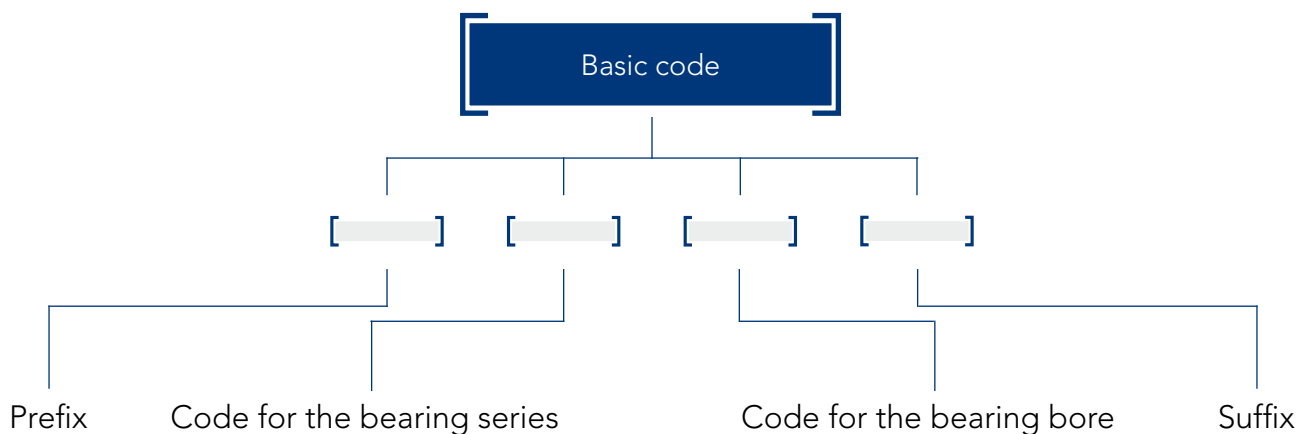 Basic code
Prefix
Code for the bearing series
Code for the bearing bore
Suffix